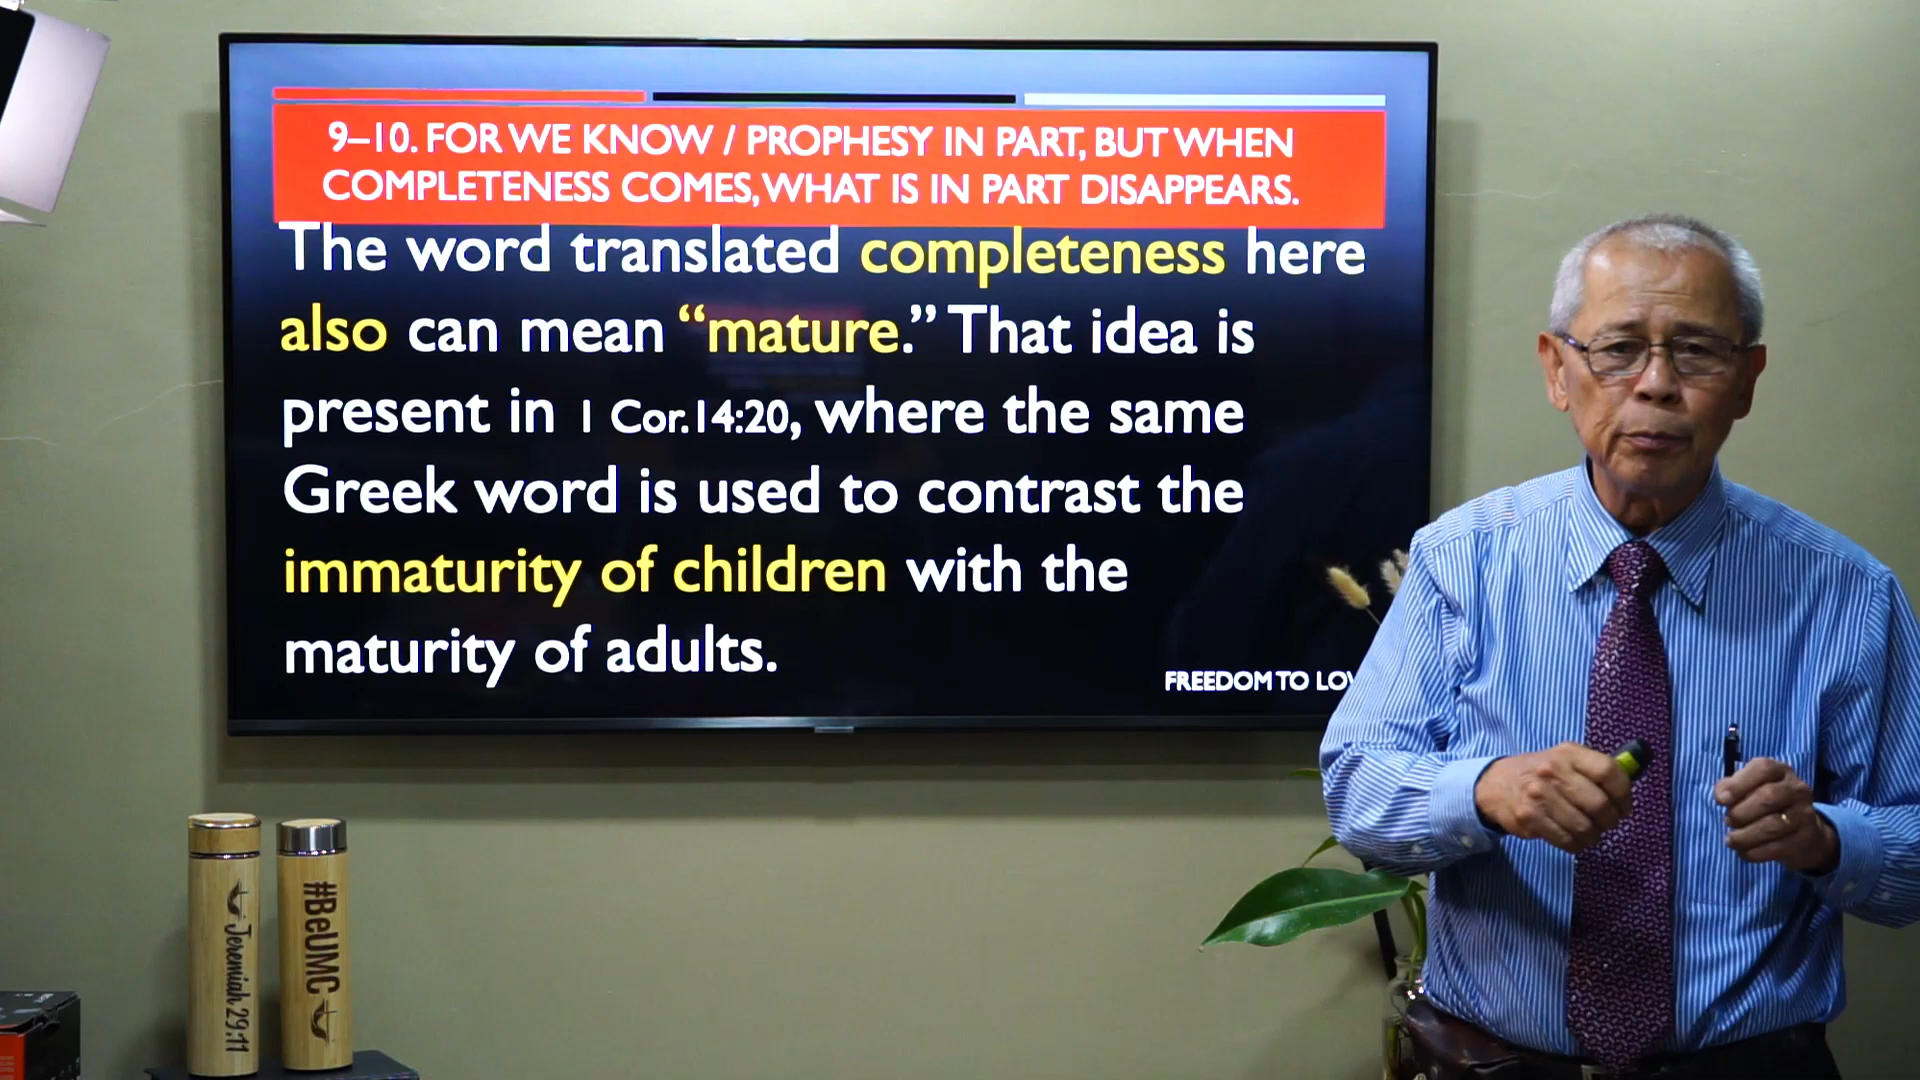 9–10. FOR WE KNOW / PROPHESY IN PART, BUT WHEN
COMPLETENESS COMES, WHAT IS IN PART DISAPPEARS.
The word translated completeness here
also can mean “mature.” That idea is
present in 1 Cor.14:20, where the same
Greek word is used to contrast the
immaturity of children with the
maturity of adults.
FREEDOM TO LOV
Jeremiah 29:11
#BeUMC